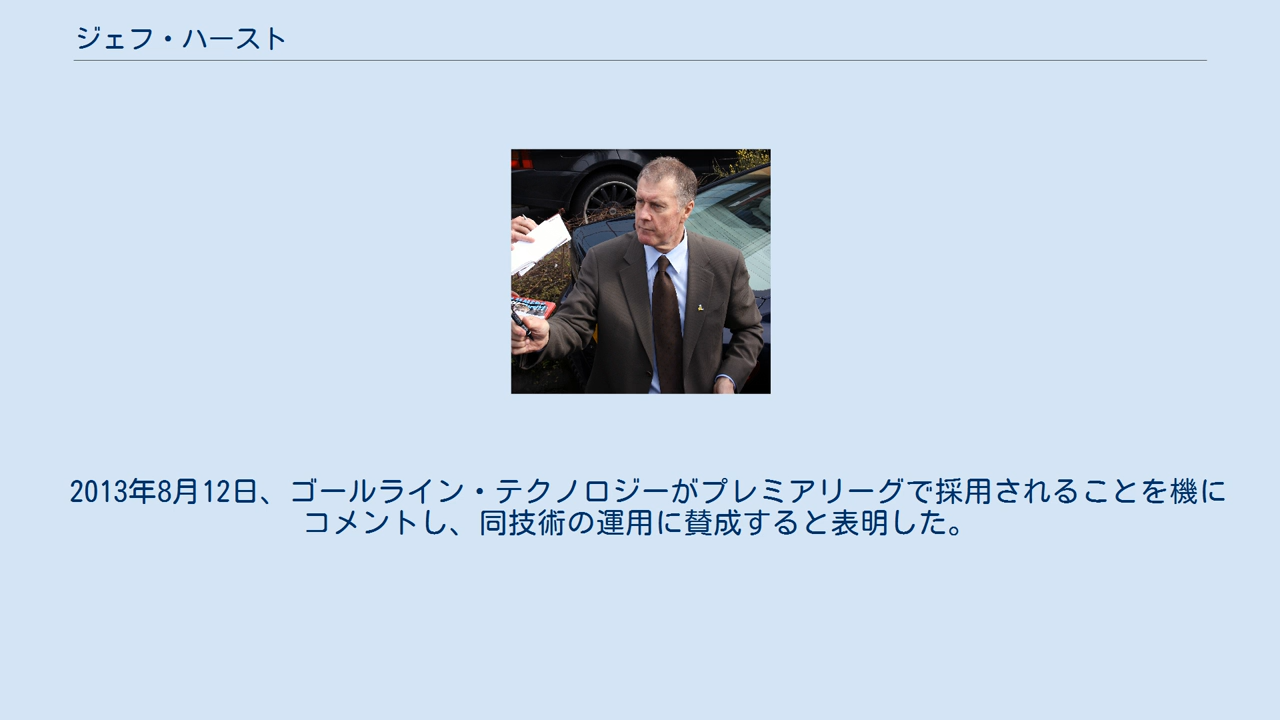 ジェフ・ハースト
2013年8月12日、ゴールライン・テクノロジーがプレミアリーグで採用されることを機に
コメントし、同技術の運用に賛成すると表明した。